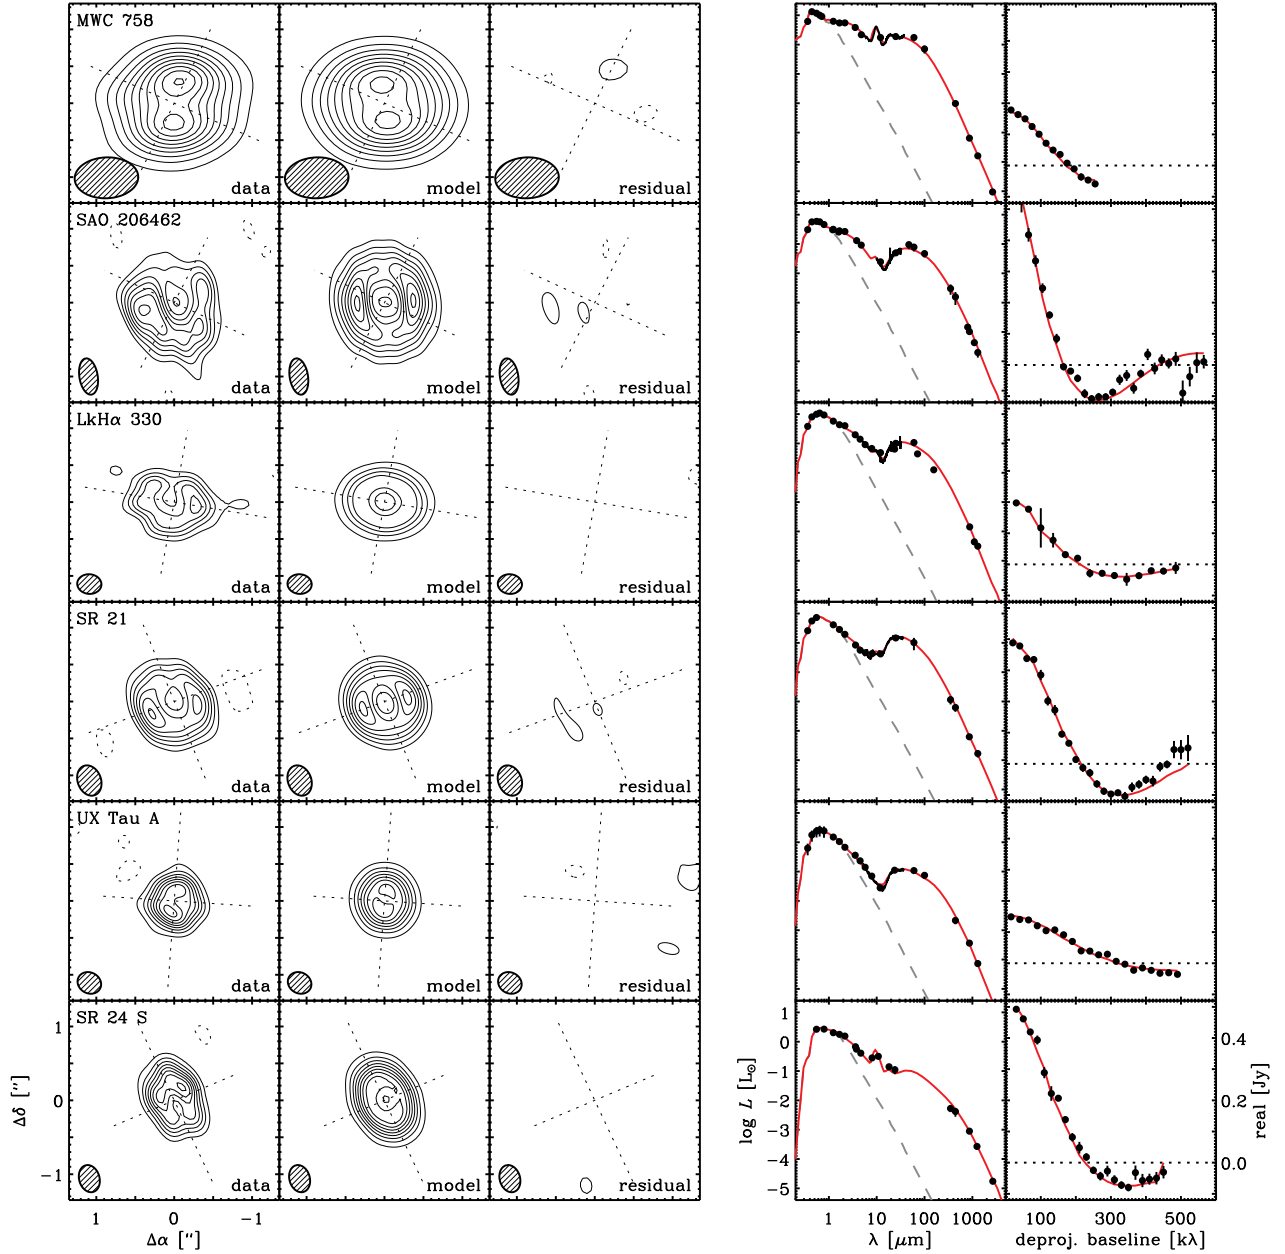 MWC 758
data
model
residual
SAO 206462
data
model
residual
LkHα 330
data
model
residual
SR 21
data
model
residual
UX Tau A
data
model
residual
SR 24 S
data
model
residual
1
0
−1
Δδ ["]
1
0
−1
Δα ["]
1
0
−1
−2
−3
−4
−5
log L [L⊙]
1
10
100
1000
λ [μm]
100
300
500
deproj. baseline [kλ]
0.4
0.2
0.0
real [Jy]